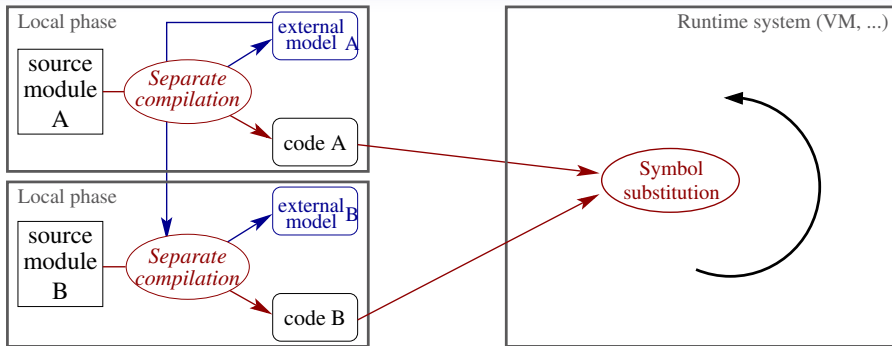 Local phase
source
module
A
Separate
compilation
external
model A
code A
Local phase
source
module
B
Separate
compilation
external
model B
code B
Runtime system (VM, ...)
Symbol
substitution